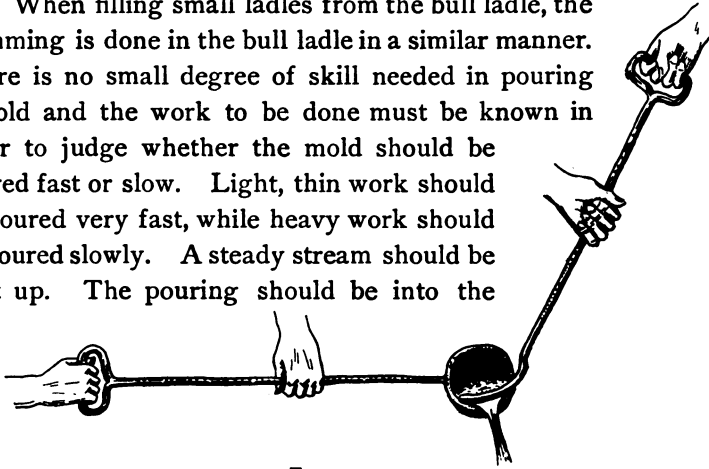 When filling small ladles from the bull ladle, the
mming is done in the bull ladle in a similar manner.
re is no small degree of skill needed in pouring
old and the work to be done must be known in
r to judge whether the mold should be
ed fast or slow. Light, thin work should
oured very fast, while heavy work should
oured slowly. A steady stream should be
t up. The pouring should be into the